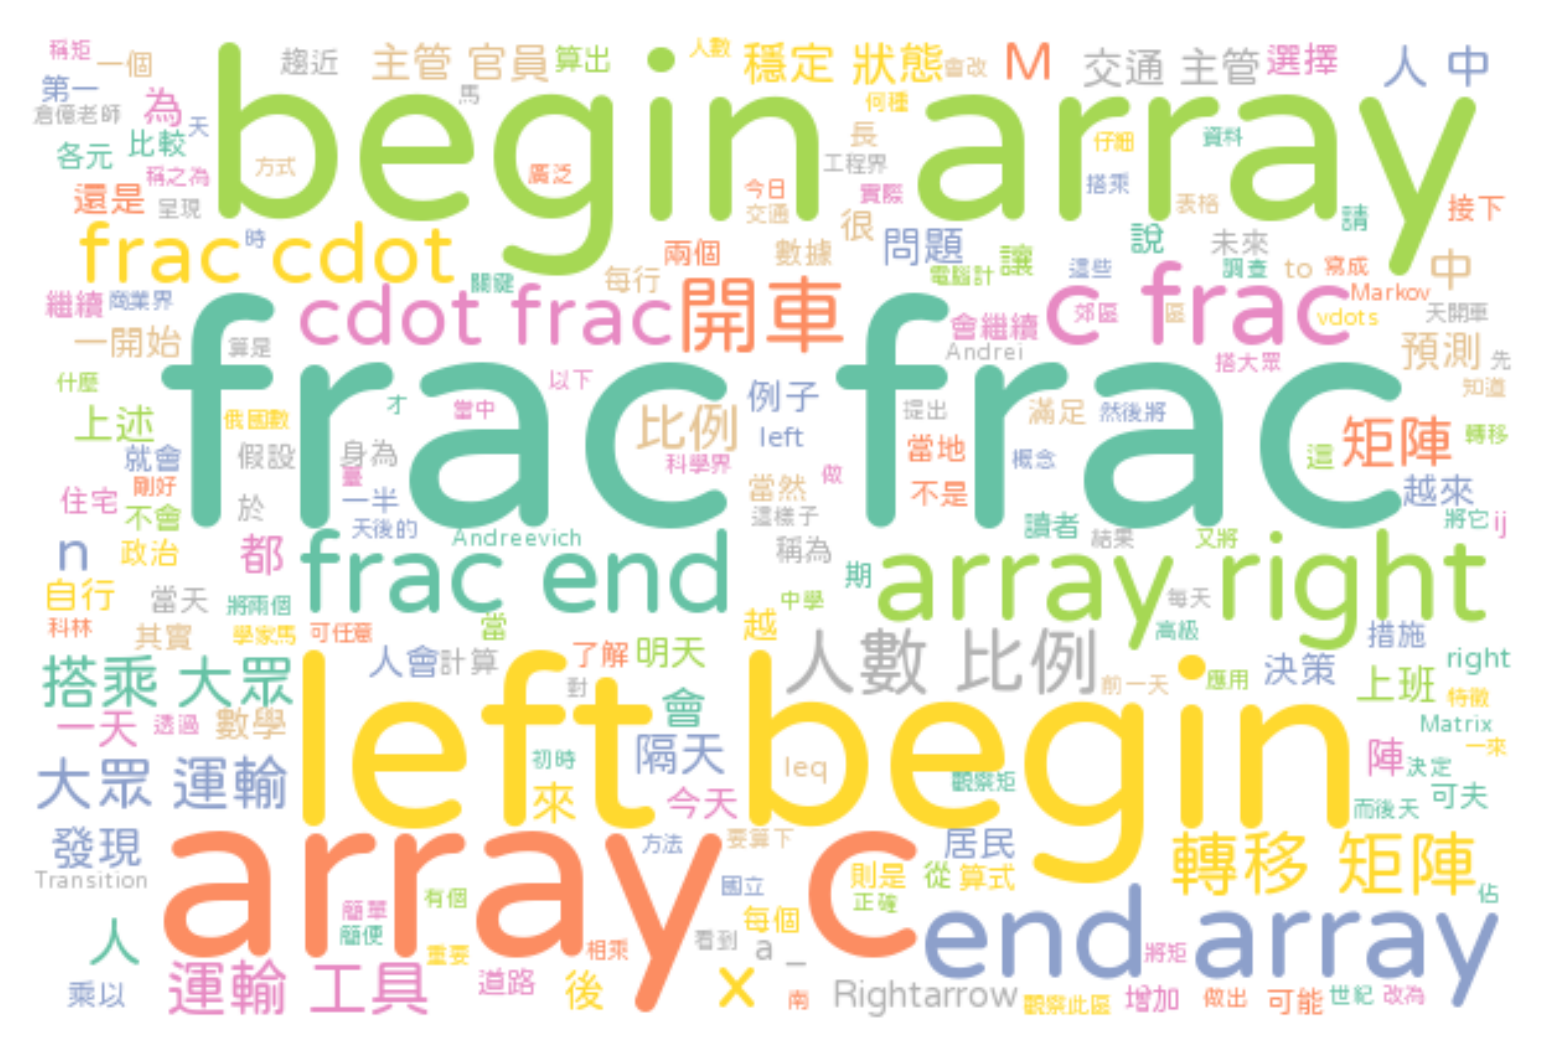 稱矩 一個 趨近 主管 官員 算出 人數 穩定 狀態 會改 M 交通 主管 選擇 人 中
第一 為 馬 何種
倉億老師 天 begin array
各元 比較 方式 廣泛 長 仔細 資料
稱之為 工程界 搭乘
還是 呈現 今日 實際 表格 接下
交通 很 請
frac cdot 時 兩個 數據 問題 讓 說 未來
關鍵 每行 電腦計 這些 調查 to 寫成 中
繼續 商業界 cdot frac 開車 c frac 郊區 區 Markov
一開始 算是 會繼續 vdots 天開車
Andrei 搭大眾 預測 先
什麼 frac frac 以下 知道
上述 俄國數 才 當中 比例 例子 提出 滿足 然後將
left 當地 矩陣 轉移
就會 假設 身為 科學界 概念 這
住宅 剛好 臺 一半 當然 做 不是 越來
不會 於 天後的 這樣子 讀者 將它 ij
n 政治 都 frac end Andreevich 稱為 結果 又將
自行 當天 將兩個 期 array right
科林 其實 學家馬 可任意 當 越 中學 每天 高級 措施
搭乘 大眾 人會 計算 了解 明天 人數 比例 前一天 應用 決策 上班 right
一天 透過 數學 left begin 對 會 特徵
Matrix
大眾 運輸 初時 隔天 leq 觀察矩 陣 決定 一來
來 今天 而後天 可夫
發現 array c 方法 要算下 居民 轉移 矩陣
Transition 國立 則是 從 算式 佔
人 簡單 有個 每個 正確 end array
簡便 重要 相乘 看到 a _ 將矩
乘以 運輸 工具 道路 後 x 南 Rightarrow 觀察此區 增加 做出 可能 世紀 改為